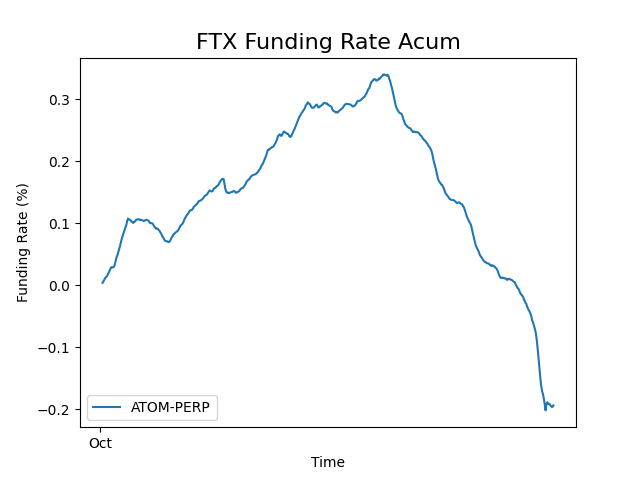 FTX Funding Rate Acum
Funding Rate (%)
0.3
0.2
0.1
0.0
−0.1
−0.2
ATOM-PERP
Oct
Time